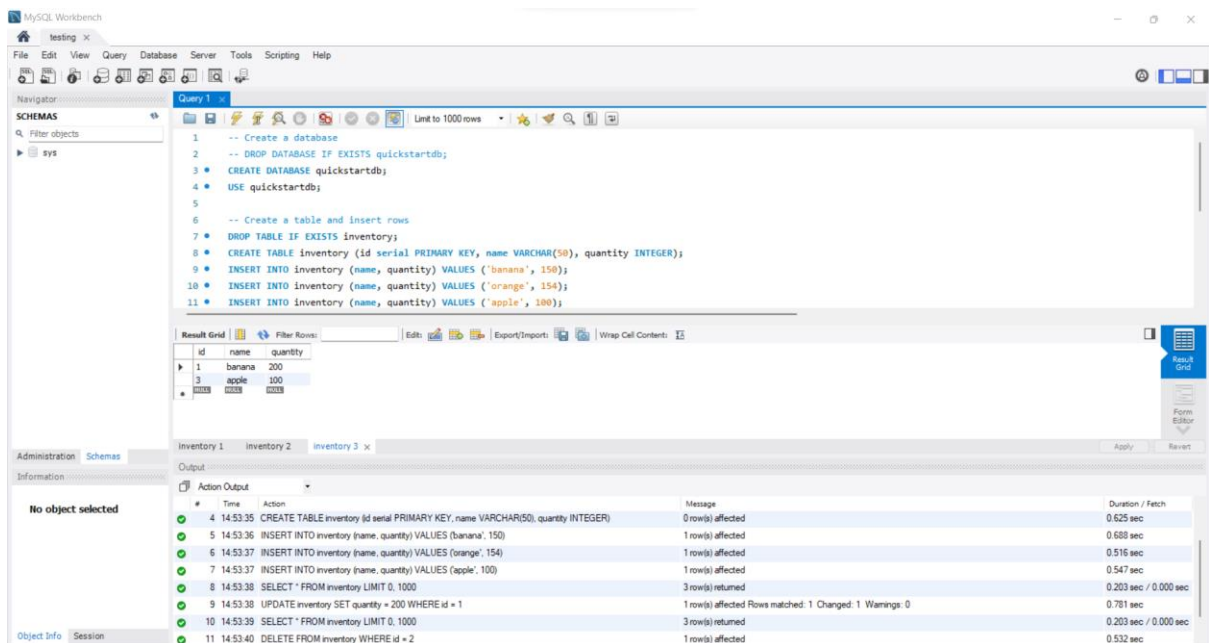 MySQL Workbench
testing
File Edit View Query Database Server Tools Scripting Help
Navigator
SCHEMAS
Filter objects
sys
Query 1
Limit to 1000 rows
1 -- Create a database
2 -- DROP DATABASE IF EXISTS quickstartdb;
3 CREATE DATABASE quickstartdb;
4 USE quickstartdb;
5
6 -- Create a table and insert rows
7 DROP TABLE IF EXISTS inventory;
8 CREATE TABLE inventory (id serial PRIMARY KEY, name VARCHAR(50), quantity INTEGER);
9 INSERT INTO inventory (name, quantity) VALUES ('banana', 150);
10 INSERT INTO inventory (name, quantity) VALUES ('orange', 154);
11 INSERT INTO inventory (name, quantity) VALUES ('apple', 100);
Result Grid Filter Rows: Edit: Export/Import: Wrap Cell Content:
id name quantity
1 banana 200
3 apple 100
NULL NULL NULL
Result Grid
Form Editor
inventory 1 inventory 2 inventory 3
Apply Revert
Administration Schemas
Information
No object selected
Object Info Session
Output
Action Output
# Time Action Message Duration / Fetch
4 14:53:35 CREATE TABLE inventory (id serial PRIMARY KEY, name VARCHAR(50), quantity INTEGER) 0 row(s) affected 0.625 sec
5 14:53:36 INSERT INTO inventory (name, quantity) VALUES ('banana', 150) 1 row(s) affected 0.688 sec
6 14:53:37 INSERT INTO inventory (name, quantity) VALUES ('orange', 154) 1 row(s) affected 0.516 sec
7 14:53:37 INSERT INTO inventory (name, quantity) VALUES ('apple', 100) 1 row(s) affected 0.547 sec
8 14:53:38 SELECT * FROM inventory LIMIT 0, 1000 3 row(s) returned 0.203 sec / 0.000 sec
9 14:53:38 UPDATE inventory SET quantity = 200 WHERE id = 1 1 row(s) affected Rows matched: 1 Changed: 1 Warnings: 0 0.781 sec
10 14:53:39 SELECT * FROM inventory LIMIT 0, 1000 3 row(s) returned 0.203 sec / 0.000 sec
11 14:53:40 DELETE FROM inventory WHERE id = 2 1 row(s) affected 0.532 sec